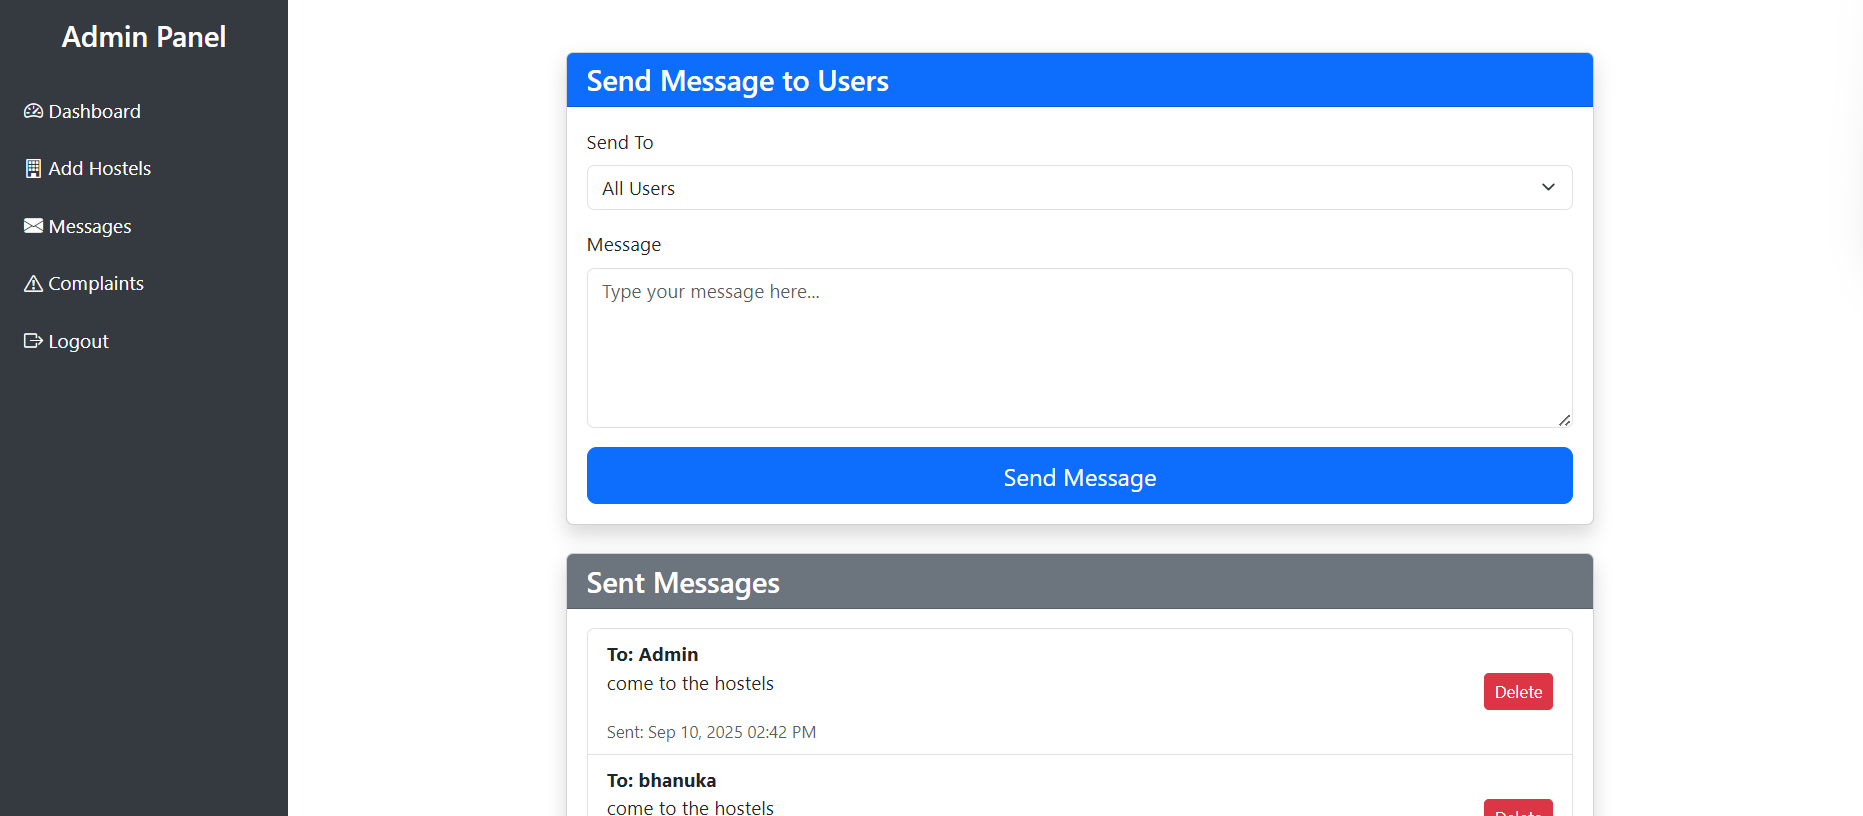 Admin Panel
Dashboard
Add Hostels
Messages
Complaints
Logout
Send Message to Users
Send To
All Users
Message
Type your message here...
Send Message
Sent Messages
To: Admin
come to the hostels
Delete
Sent: Sep 10, 2025 02:42 PM
To: bhanuka
come to the hostels
Delete